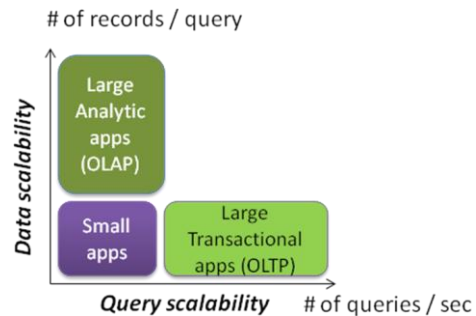 # of records / query
Data scalability
Large
Analytic
apps
(OLAP)
Small
apps
Large
Transactional
apps (OLTP)
Query scalability
# of queries / sec